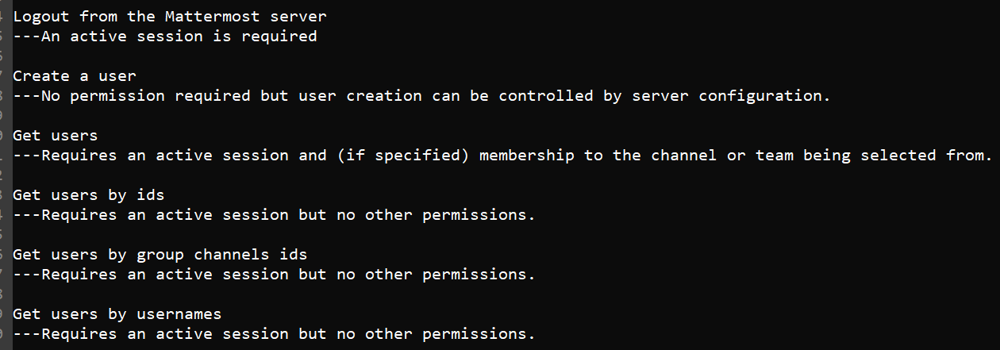 Logout from the Mattermost server
---An active session is required
Create a user
---No permission required but user creation can be controlled by server configuration.
Get users
---Requires an active session and (if specified) membership to the channel or team being selected from.
Get users by ids
---Requires an active session but no other permissions.
Get users by group channels ids
---Requires an active session but no other permissions.
Get users by usernames
---Requires an active session but no other permissions.